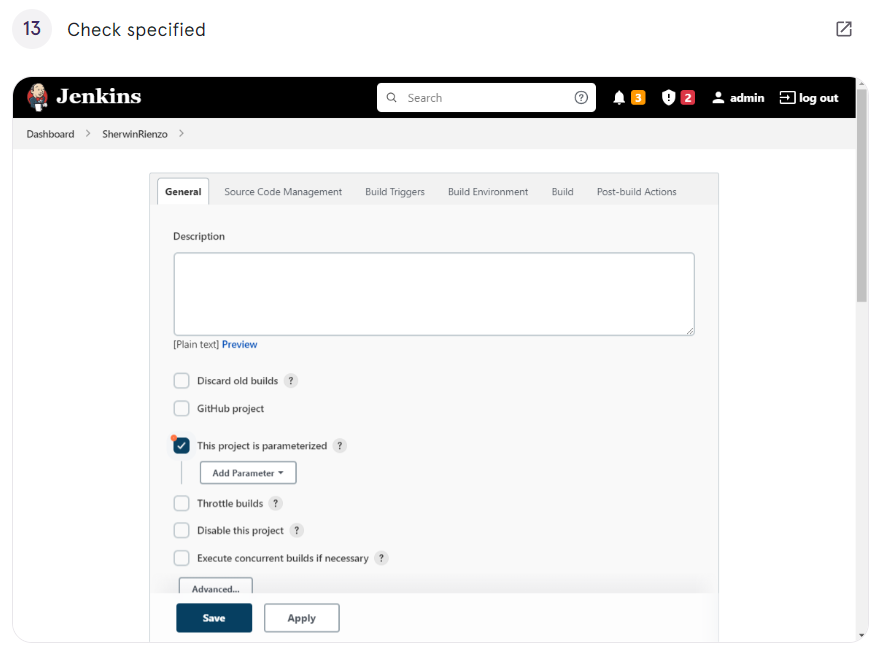 13 Check specified
Jenkins Search ? 3 2 admin log out
Dashboard > SherwinRienzo >
General Source Code Management Build Triggers Build Environment Build Post-build Actions
Description
[Plain text] Preview
Discard old builds ?
GitHub project
This project is parameterized ?
Add Parameter
Throttle builds ?
Disable this project ?
Execute concurrent builds if necessary ?
Advanced...
Save Apply